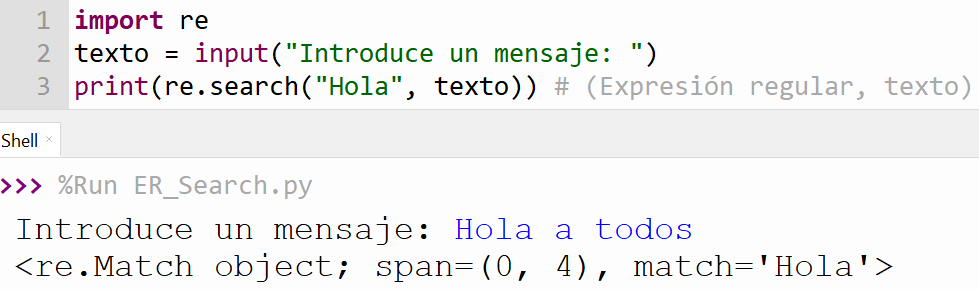 1 import re
2 texto = input("Introduce un mensaje: ")
3 print(re.search("Hola", texto)) # (Expresión regular, texto)
Shell ×
>>> %Run ER_Search.py
Introduce un mensaje: Hola a todos
<re.Match object; span=(0, 4), match='Hola'>